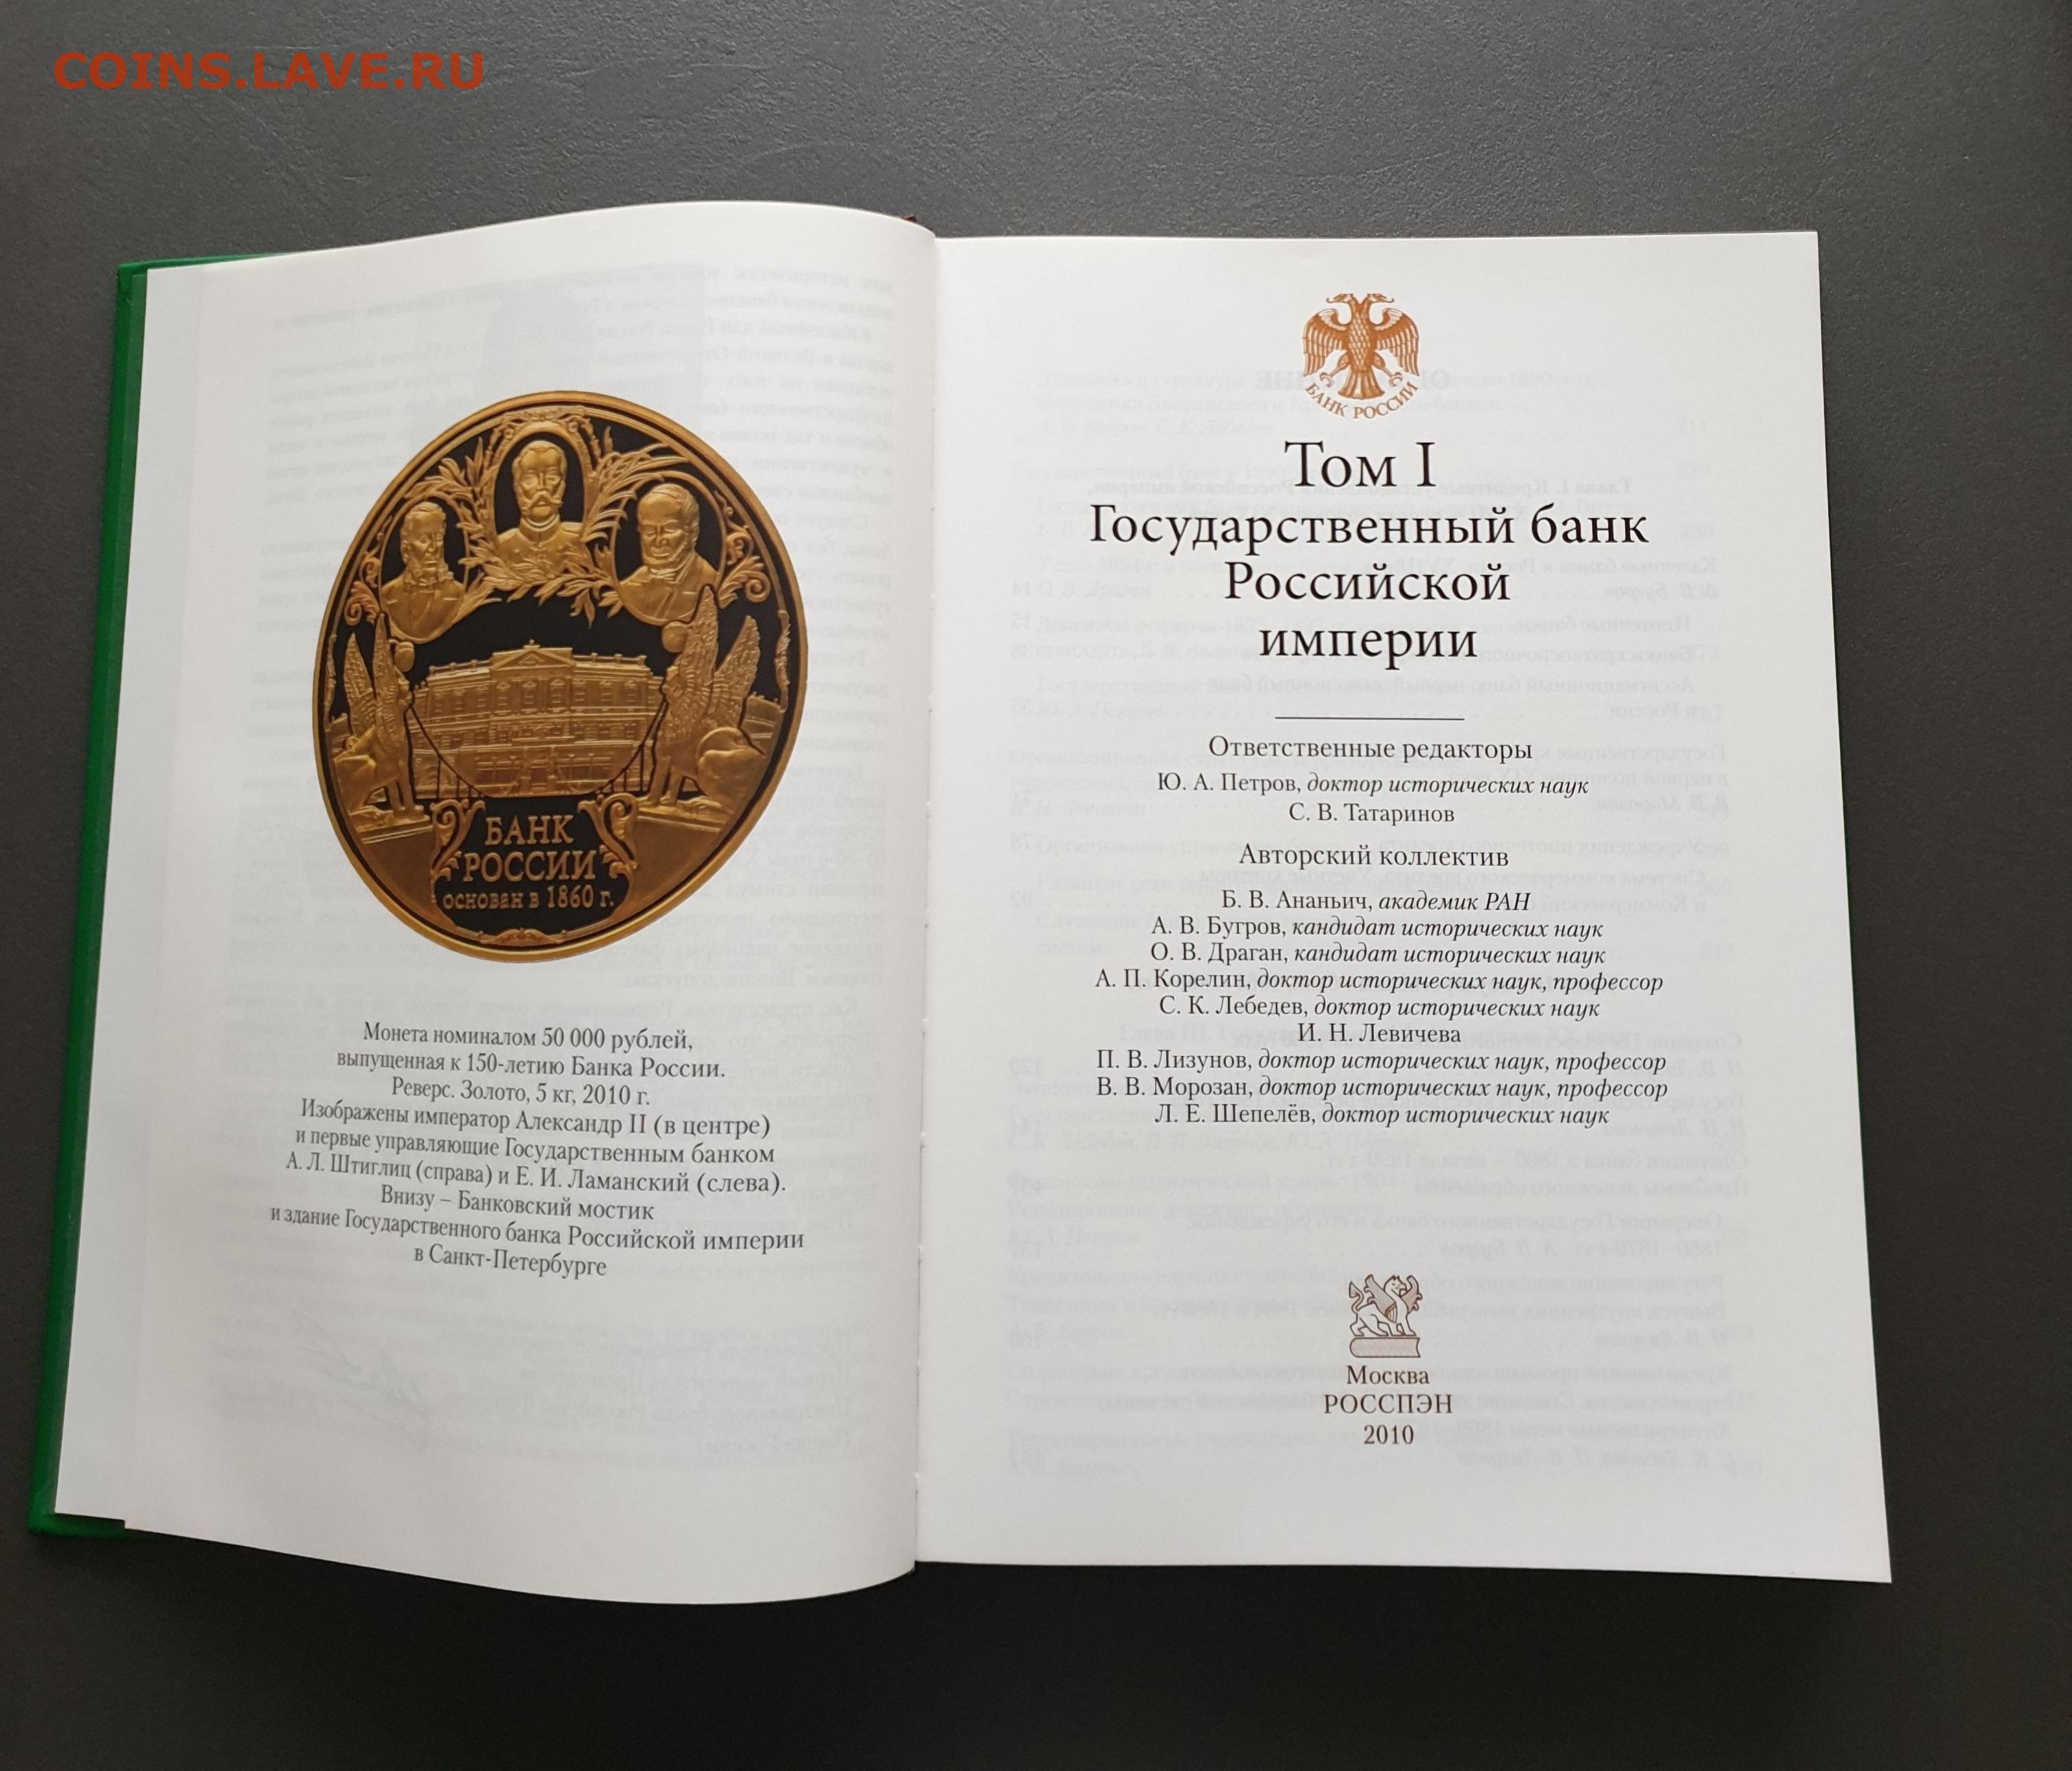 COINS.LAVE.RU
БАНК
РОССИИ
основан в 1860 г.
Монета номиналом 50 000 рублей,
выпущенная к 150-летию Банка России.
Реверс. Золото, 5 кг, 2010 г.
Изображены император Александр II (в центре)
и первые управляющие Государственным банком
А. Л. Штиглиц (справа) и Е. И. Ламанский (слева).
Внизу – Банковский мостик
и здание Государственного банка Российской империи
в Санкт-Петербурге
БАНК РОССИИ
Том I
Государственный банк
Российской
империи
Ответственные редакторы
Ю. А. Петров, доктор исторических наук
С. В. Татаринов
Авторский коллектив
Б. В. Ананьич, академик РАН
А. В. Бугров, кандидат исторических наук
О. В. Драган, кандидат исторических наук
А. П. Корелин, доктор исторических наук, профессор
С. К. Лебедев, доктор исторических наук
И. Н. Левичева
П. В. Лизунов, доктор исторических наук, профессор
В. В. Морозан, доктор исторических наук, профессор
Л. Е. Шепелёв, доктор исторических наук
Москва
РОССПЭН
2010